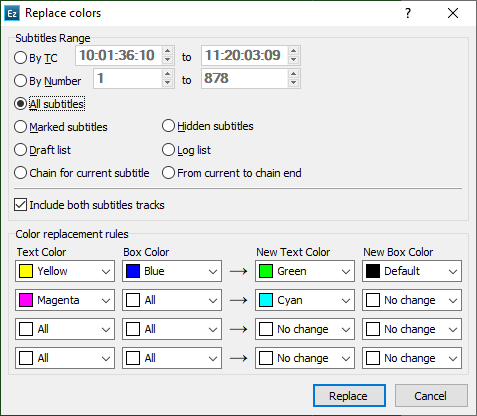 Ez Replace colors ?
Subtitles Range
By TC 10:01:36:10 to 11:20:03:09
By Number 1 to 878
All subtitles
Marked subtitles Hidden subtitles
Draft list Log list
Chain for current subtitle From current to chain end
Include both subtitles tracks
Color replacement rules
Text Color Box Color New Text Color New Box Color
Yellow Blue → Green Default
Magenta All → Cyan No change
All All → No change No change
All All → No change No change
Replace Cancel